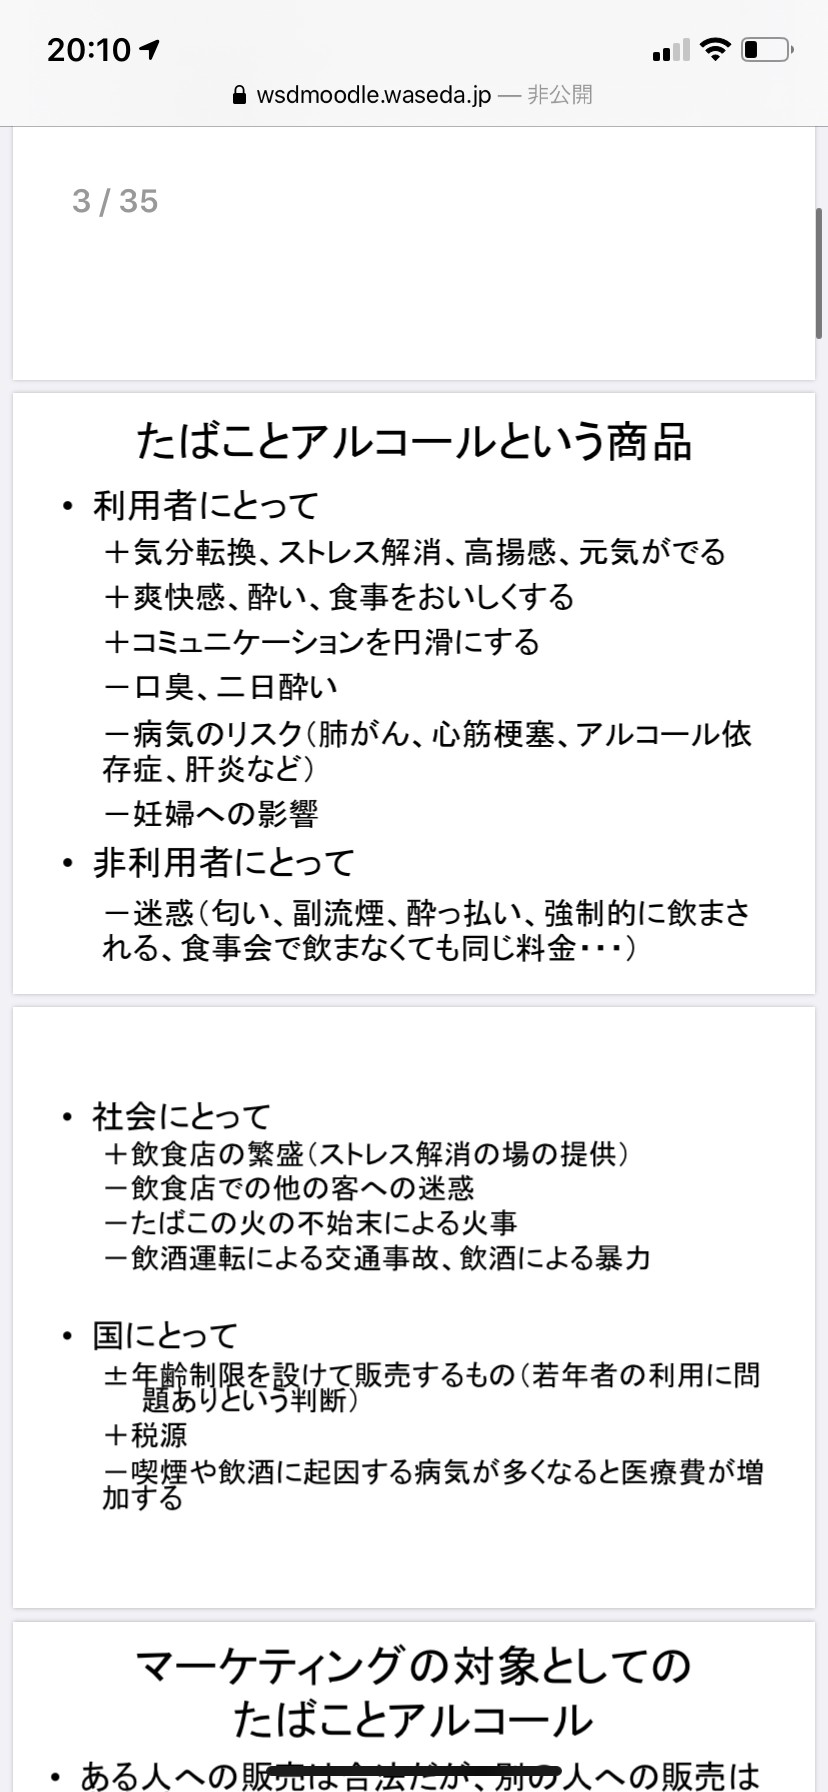 20:10
wsdmoodle.waseda.jp — 非公開
3 / 35
たばことアルコールという商品
• 利用者にとって
＋気分転換、ストレス解消、高揚感、元気がでる
＋爽快感、酔い、食事をおいしくする
＋コミュニケーションを円滑にする
－口臭、二日酔い
－病気のリスク（肺がん、心筋梗塞、アルコール依
存症、肝炎など）
－妊婦への影響
• 非利用者にとって
－迷惑（匂い、副流煙、酔っ払い、強制的に飲まさ
れる、食事会で飲まなくても同じ料金・・・）
• 社会にとって
＋飲食店の繁盛（ストレス解消の場の提供）
－飲食店での他の客への迷惑
－たばこの火の不始末による火事
－飲酒運転による交通事故、飲酒による暴力
• 国にとって
±年齢制限を設けて販売するもの（若年者の利用に問
題ありという判断）
＋税源
－喫煙や飲酒に起因する病気が多くなると医療費が増
加する
マーケティングの対象としての
たばことアルコール
• ある人への販売は合法だが、別の人への販売は